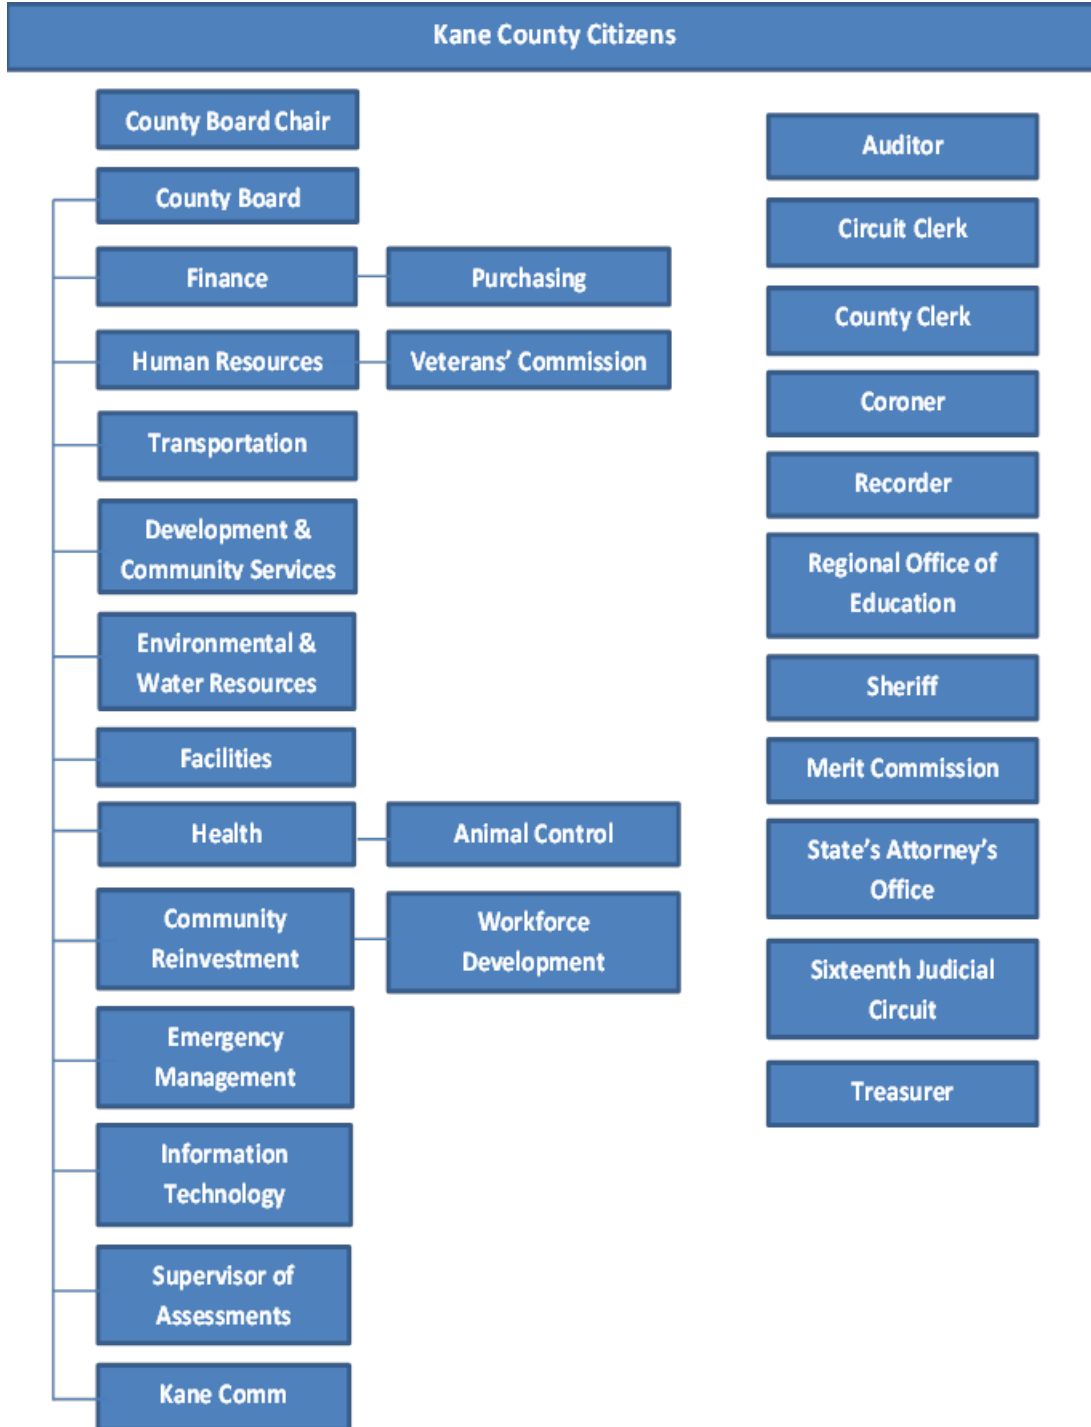 Kane County Citizens
County Board Chair
County Board
Finance
Purchasing
Human Resources
Veterans’ Commission
Transportation
Development &
Community Services
Environmental &
Water Resources
Facilities
Health
Animal Control
Community
Reinvestment
Workforce
Development
Emergency
Management
Information
Technology
Supervisor of
Assessments
Kane Comm
Auditor
Circuit Clerk
County Clerk
Coroner
Recorder
Regional Office of
Education
Sheriff
Merit Commission
State’s Attorney’s
Office
Sixteenth Judicial
Circuit
Treasurer